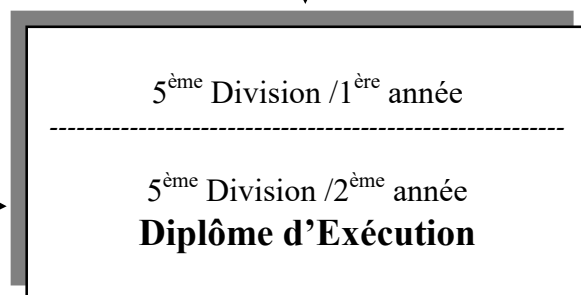 5ème Division /1ère année
5ème Division /2ème année
Diplôme d’Exécution